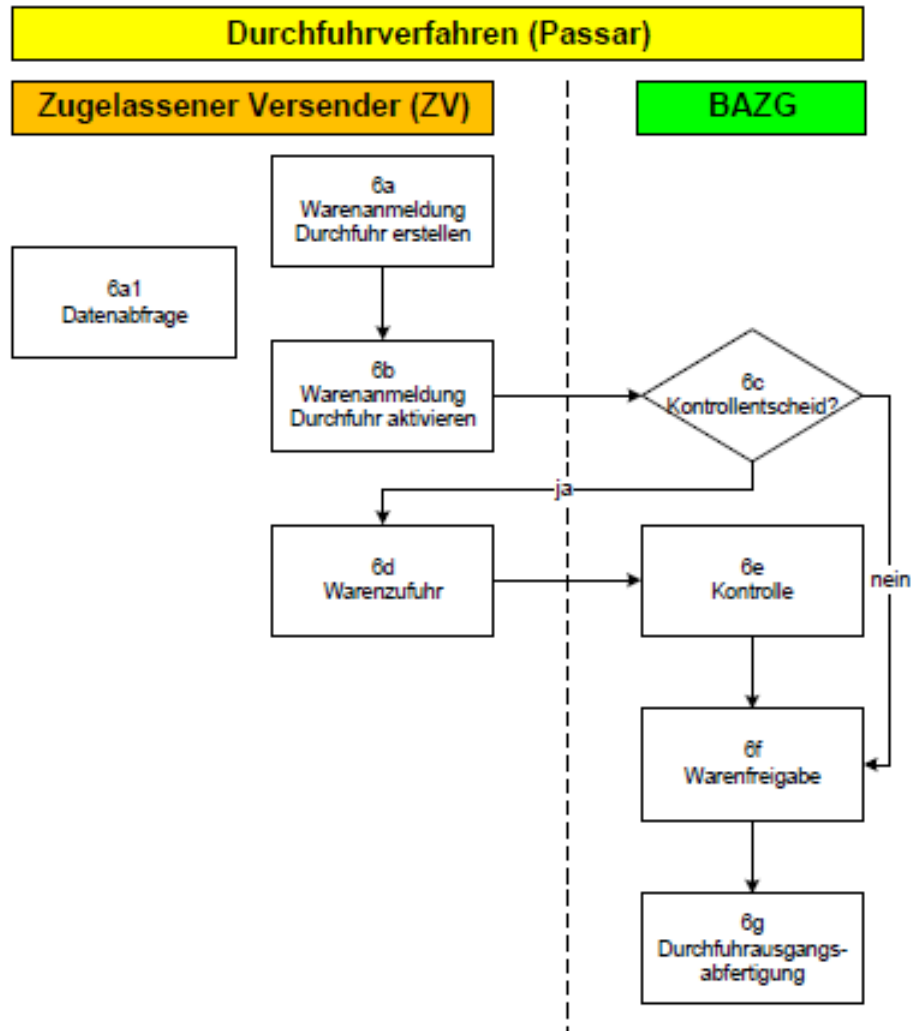 Durchfuhrverfahren (Passar)
Zugelassener Versender (ZV)
BAZG
6a
Warenanmeldung
Durchfuhr erstellen
6a1
Datenabfrage
6b
Warenanmeldung
Durchfuhr aktivieren
6c
Kontrollentscheid?
ja
6d
Warenzufuhr
6e
Kontrolle
nein
6f
Warenfreigabe
6g
Durchfuhrausgangs-
abfertigung